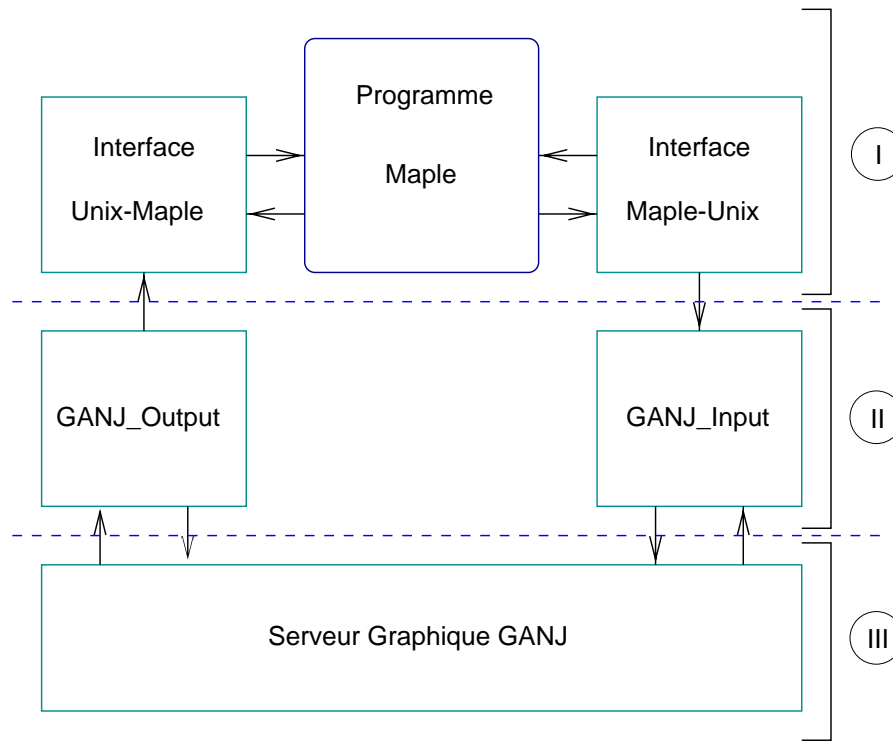 Programme
Maple
Interface
Unix-Maple
Interface
Maple-Unix
I
GANJ_Output
GANJ_Input
II
Serveur Graphique GANJ
III